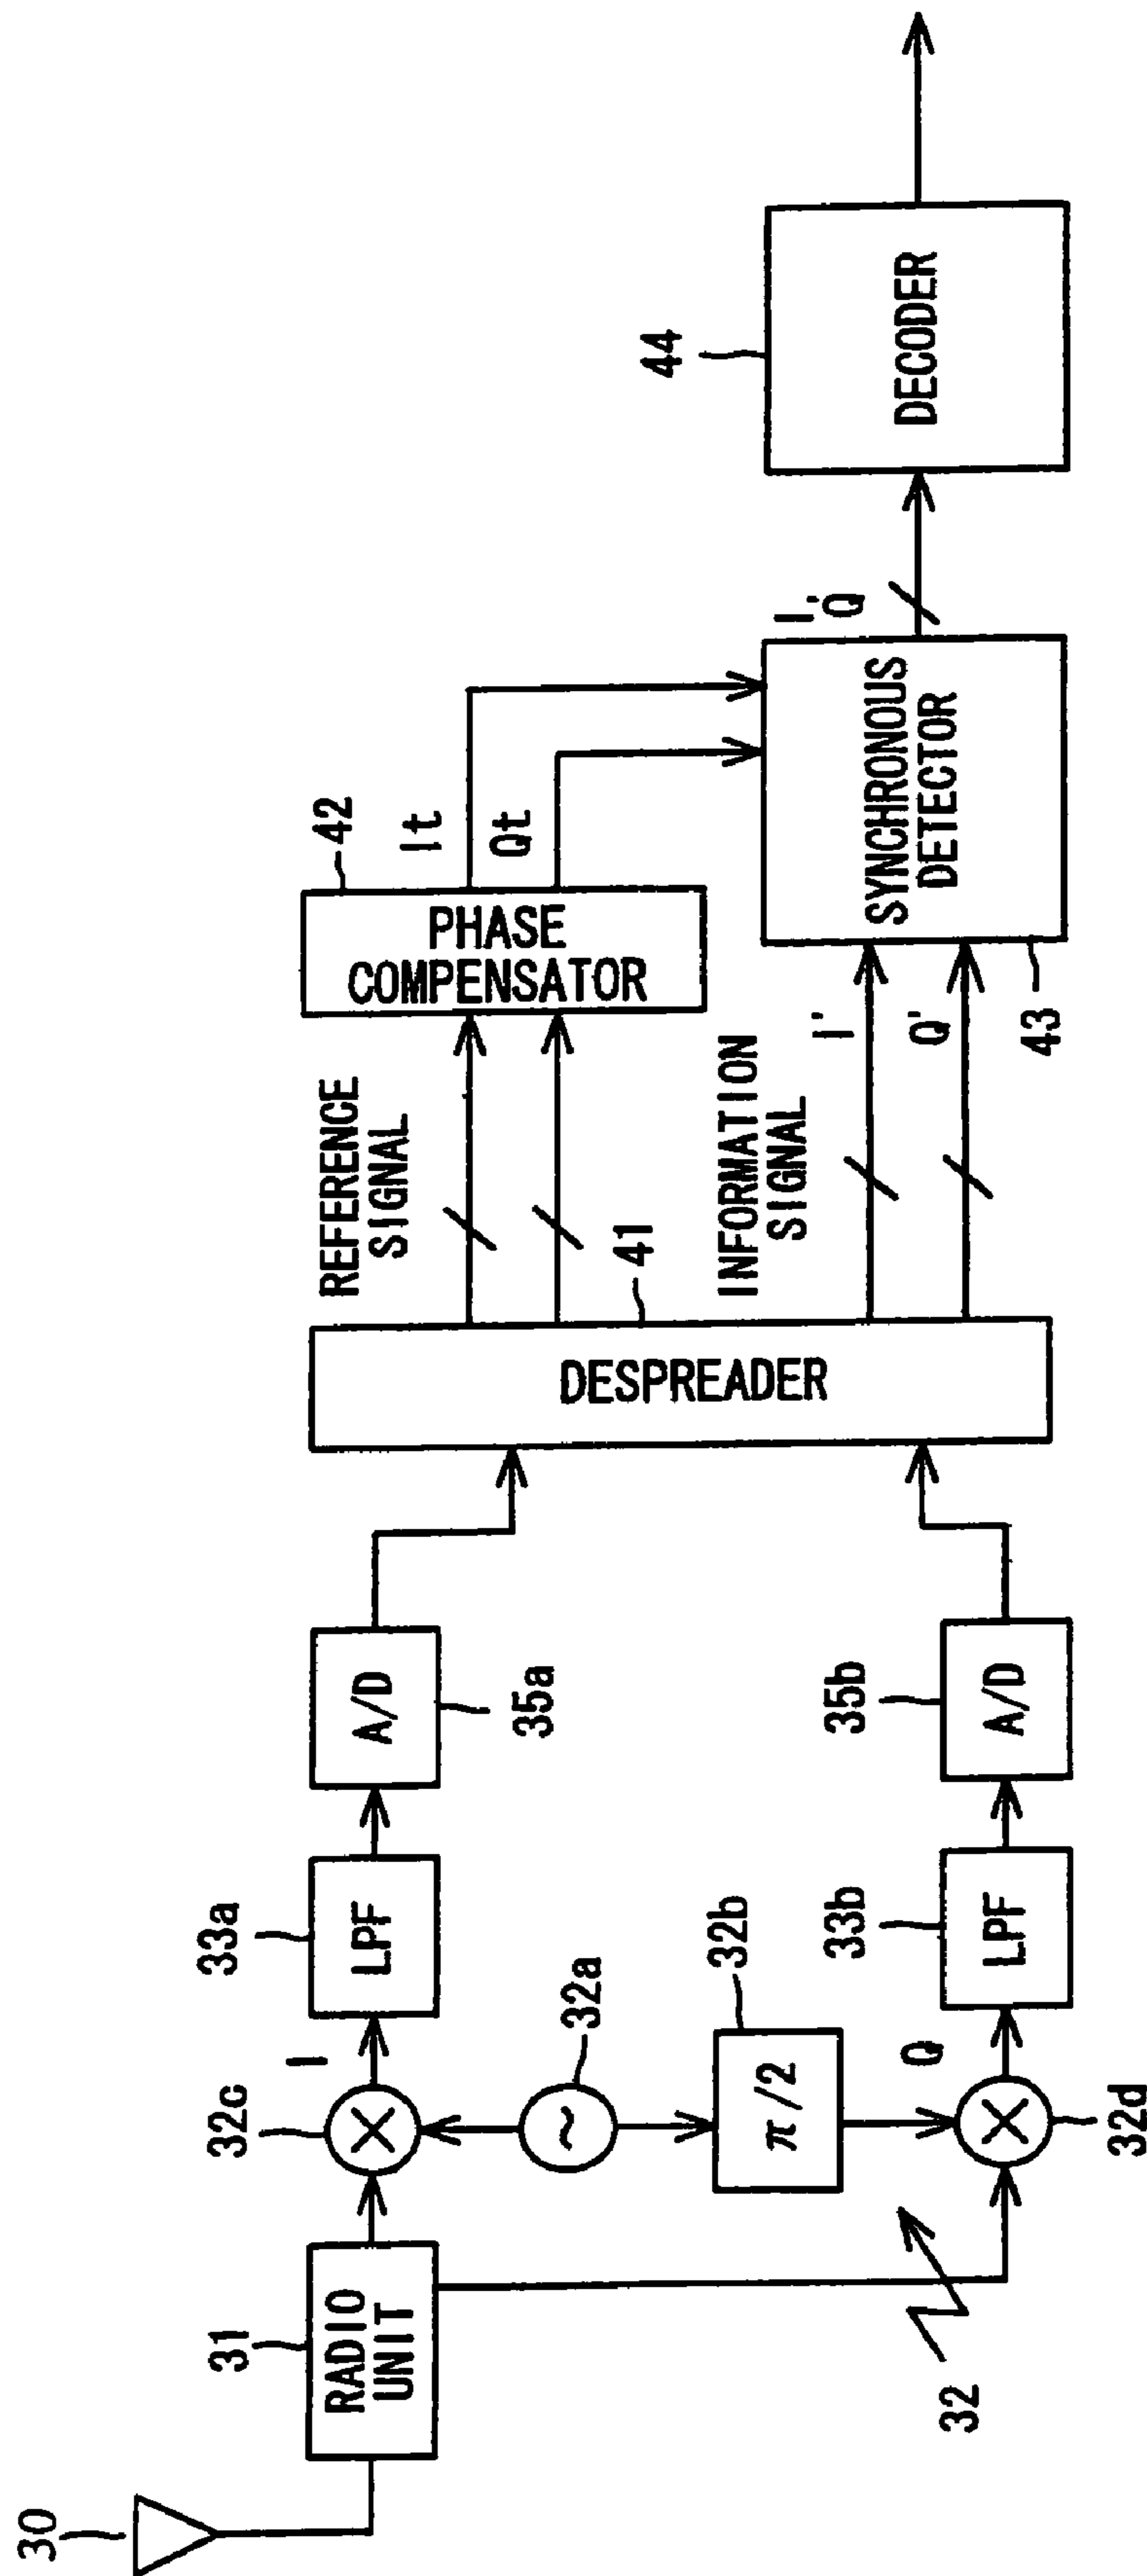 30
31
RADIO
UNIT
32
32c
I
32a
32b
π/2
Q
32d
33a
LPF
33b
LPF
A/D
35a
35b
A/D
DESPREADER
41
REFERENCE
SIGNAL
INFORMATION
SIGNAL
I'
Q'
42
PHASE
COMPENSATOR
It
Qt
SYNCHRONOUS
DETECTOR
43
I,Q
44
DECODER